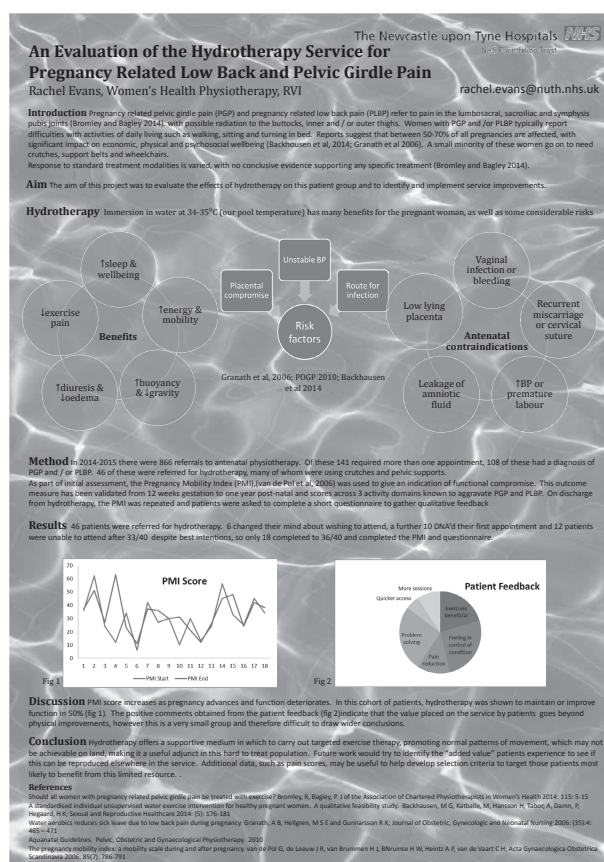 The Newcastle upon Tyne Hospitals NHS
NHS Foundation Trust
An Evaluation of the Hydrotherapy Service for
Pregnancy Related Low Back and Pelvic Girdle Pain
Rachel Evans, Women's Health Physiotherapy, RVI
rachel.evans@nuth.nhs.uk
Introduction Pregnancy related pelvic girdle pain (PGP) and pregnancy related low back pain (PLBP) refer to pain in the lumbosacral, sacroiliac and symphysis
pubis joints (Bromley and Bagley 2014). with possible radiation to the buttocks, inner and / or outer thighs. Women with PGP and /or PLBP typically report
difficulties with activities of daily living such as walking, sitting and turning in bed. Reports suggest that between 50-70% of all pregnancies are affected, with
significant impact on economic, physical and psychosocial wellbeing (Backhousen et al, 2014; Granath et al 2006). A small minority of these women go on to need
crutches, support belts and wheelchairs.
Response to standard treatment modalities is varied, with no conclusive evidence supporting any specific treatment (Bromley and Bagley 2014).
Aim The aim of this project was to evaluate the effects of hydrotherapy on this patient group and to identify and implement service improvements.
Hydrotherapy Immersion in water at 34-35⁰C (our pool temperature) has many benefits for the pregnant woman, as well as some considerable risks
↑sleep &
wellbeing
↓exercise
pain
↑energy &
mobility
Benefits
↑diuresis &
↓oedema
↑buoyancy
& ↓gravity
Unstable BP
Placental
compromise
Route for
infection
Risk
factors
Granath et al, 2006; POGP 2010; Backhausen
et al 2014
Vaginal
infection or
bleeding
Low lying
placenta
Recurrent
miscarriage
or cervical
suture
Antenatal
contraindications
Leakage of
amniotic
fluid
↑BP or
premature
labour
Method In 2014-2015 there were 866 referrals to antenatal physiotherapy. Of these 141 required more than one appointment, 108 of these had a diagnosis of
PGP and / or PLBP. 46 of these were referred for hydrotherapy, many of whom were using crutches and pelvic supports.
As part of initial assessment, the Pregnancy Mobility Index (PMI),(van de Pol et al, 2006) was used to give an indication of functional compromise. This outcome
measure has been validated from 12 weeks gestation to one year post-natal and scores across 3 activity domains known to aggravate PGP and PLBP. On discharge
from hydrotherapy, the PMI was repeated and patients were asked to complete a short questionnaire to gather qualitative feedback
Results 46 patients were referred for hydrotherapy. 6 changed their mind about wishing to attend, a further 10 DNA'd their first appointment and 12 patients
were unable to attend after 33/40 despite best intentions, so only 18 completed to 36/40 and completed the PMI and questionnaire.
PMI Score
70
60
50
40
30
20
10
0
1 2 3 4 5 6 7 8 9 10 11 12 13 14 15 16 17 18
PMI Start PMI End
Fig 1
Patient Feedback
More sessions
Quicker access
Exercises
beneficial
Problem
solving
Feeling in
control of
condition
Pain
reduction
Fig 2
Discussion PMI score increases as pregnancy advances and function deteriorates. In this cohort of patients, hydrotherapy was shown to maintain or improve
function in 50% (fig 1). The positive comments obtained from the patient feedback (fig 2)indicate that the value placed on the service by patients goes beyond
physical improvements, however this is a very small group and therefore difficult to draw wider conclusions.
Conclusion Hydrotherapy offers a supportive medium in which to carry out targeted exercise therapy, promoting normal patterns of movement, which may not
be achievable on land, making it a useful adjunct in this hard to treat population. Future work would try to identify the "added value" patients experience to see if
this can be reproduced elsewhere in the service. Additional data, such as pain scores, may be useful to help develop selection criteria to target those patients most
likely to benefit from this limited resource. .
References
Should all women with pregnancy related pelvic girdle pain be treated with exercise? Bromley, R, Bagley, P. J of the Association of Chartered Physiotherapists in Women's Health 2014: 115: 5-15
A standardised individual unsupervised water exercise intervention for healthy pregnant women. A qualitative feasibility study. Backhausen, M G, Katballe, M, Hansson H, Tabor, A, Damn, P,
Hegaard, H K; Sexual and Reproductive Healthcare 2014: (5): 176-181
Water aerobics reduces sick leave due to low back pain during pregnancy. Granath, A B, Hellgren, M S E and Gunnarsson R K; Journal of Obstetric, Gynecologic and Neonatal Nursing 2006: (35):4:
465 – 471
Aquanatal Guidelines. Pelvic, Obstetric and Gynaecological Physiotherapy. 2010
The pregnancy mobility index: a mobility scale during and after pregnancy. van de Pol G, de Leeuw J R, van Brummen H J, BNruinse H W, Heintz A P, van de Vaart C H; Acta Gynaecologica Obstetrica
Scandinavia 2006: 85(7): 786-791